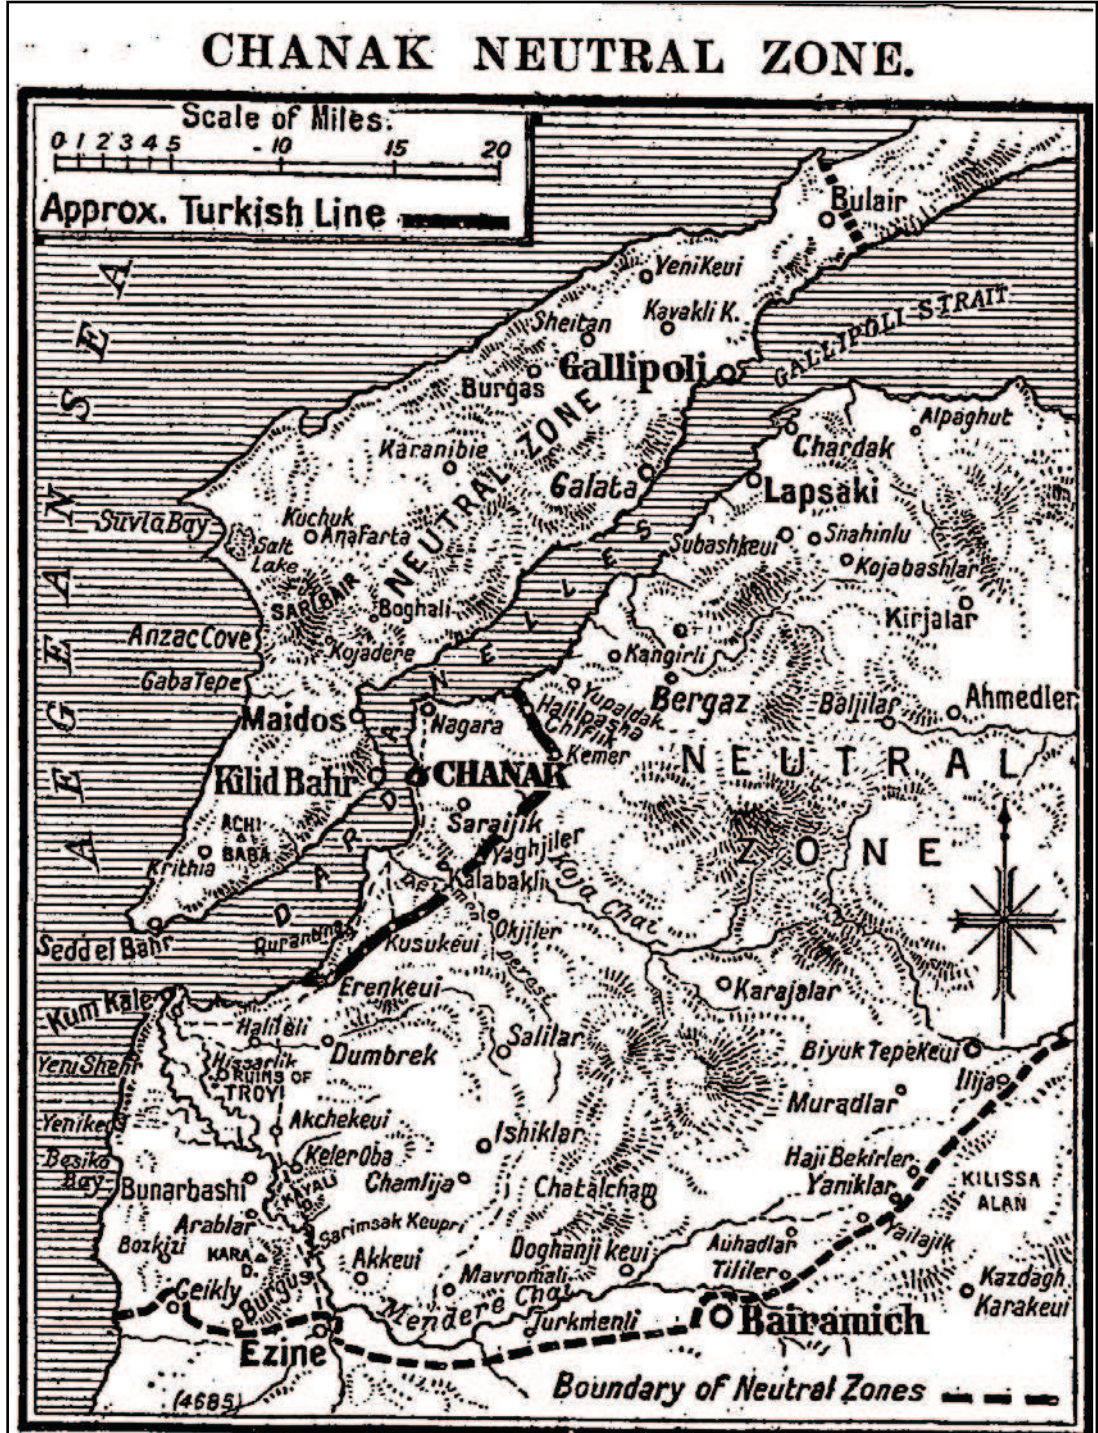 CHANAK NEUTRAL ZONE.
Scale of Miles.
0 1 2 3 4 5 10 15 20
Approx. Turkish Line
Bulair
YeniKeui
Kavakli K.
Sheitan
GALLIPOLI STRAIT
Gallipoli
Burgas
Alpaghut
Chardak
Karanibie
NEUTRAL ZONE
Galata
Lapsaki
Suvla Bay
Kuchuk
Anafarta
Salt
Lake
Subashkeui
Shahinlu
Kojabashlar
SARI BAIR
Boghali
Kirjalar
Anzac Cove
Kojadere
Kangirli
Gaba Tepe
Bergaz
Yupaldak
Ahmedler
Maidos
Nagara
Halilpasha
Chiflik
Baljilar
Kemer
NEUTRAL
ZONE
Kilid Bahr
CHANAK
AEGEAN SEA
DARDANELLES
Saraijik
ACHI
BABA
Yaghjiler
Krithia
Kalabakli
Koja Chai
Okjiler
Sedd el Bahr
Kusukeui
Erenkeui
Karajalar
Kum Kale
Halileli
Dumbrek
Salilar
Biyuk Tepekeui
Yeni Shehr
Hissarlik
RUINS OF
TROY
Ilija
Muradlar
Yenikei
Akchekeui
Ishiklar
Besika
Bay
Keler Oba
Haji Bekirler
Bunarbashi
KAYALI
Chamlija
Chatalcham
Yaniklar
KILISSA
ALAN
Arablar
Sarimsak Keupri
Bozkizi
KARA
D.
Akkeui
Doghanji keui
Auhadlar
Yailajik
Mavromali
Tililer
Kazdagh
Karakeui
Geikly
Burgus
Mendere Chai
Turkmenli
Bairamich
Ezine
Boundary of Neutral Zones
(4685)